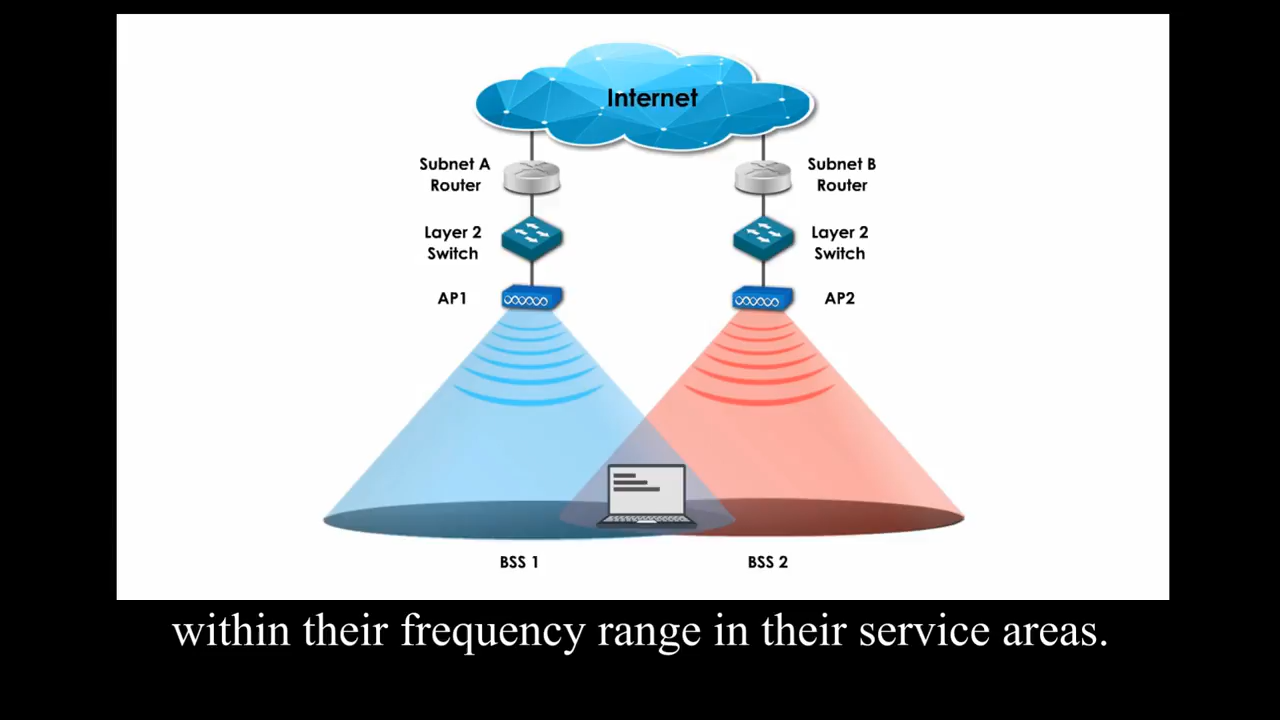 Internet
Subnet A
Router
Subnet B
Router
Layer 2
Switch
Layer 2
Switch
AP1
AP2
BSS 1
BSS 2
within their frequency range in their service areas.